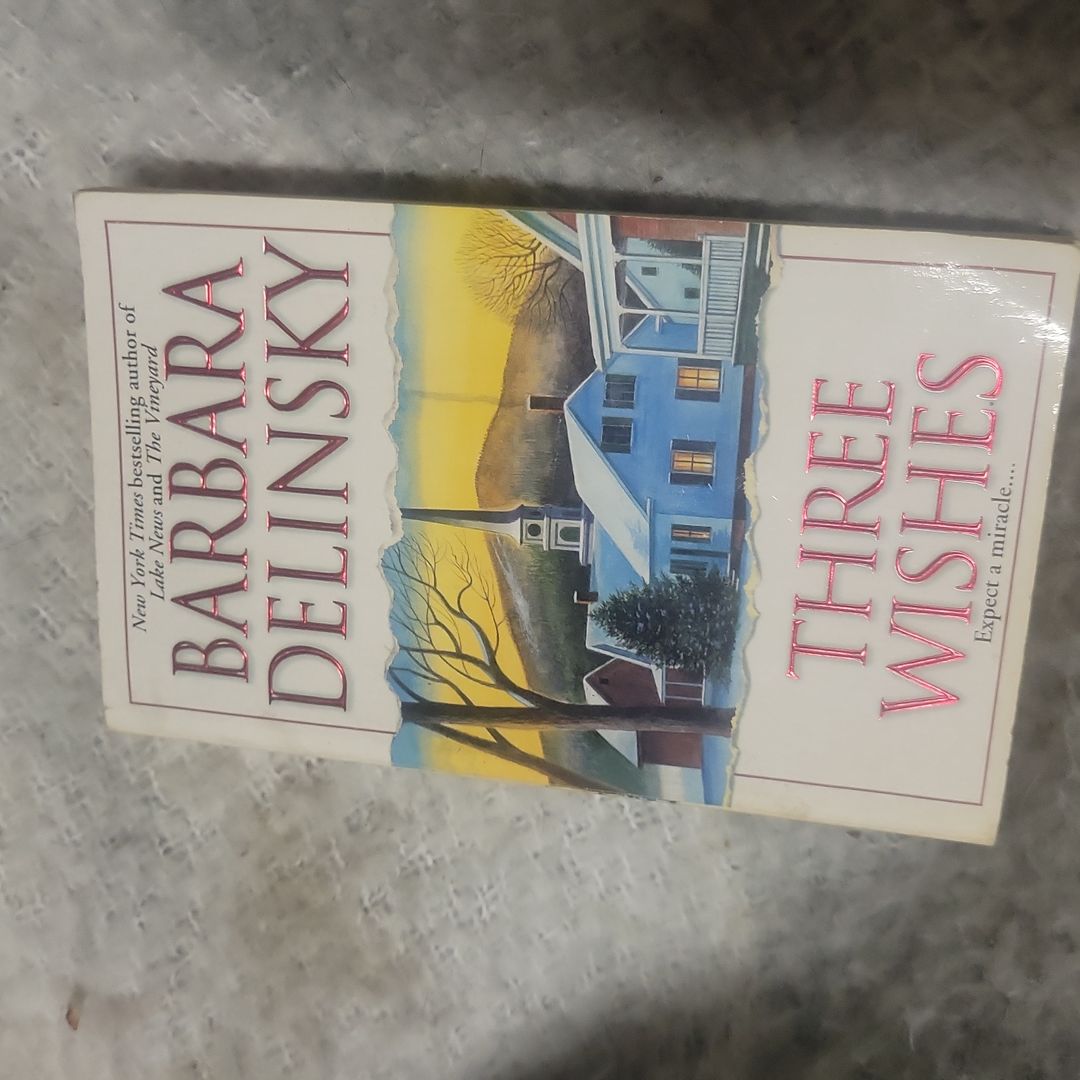 New York Times bestselling author of
Lake News and The Vineyard
BARBARA
DELINSKY
THREE
WISHES
Expect a miracle....